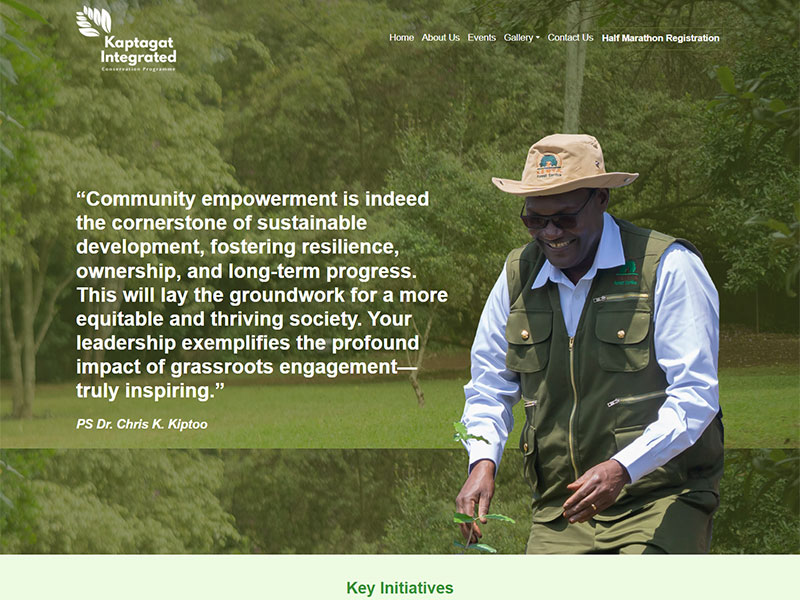 Kaptagat
Integrated
Conservation Programme
Home About Us Events Gallery Contact Us Half Marathon Registration
“Community empowerment is indeed
the cornerstone of sustainable
development, fostering resilience,
ownership, and long-term progress.
This will lay the groundwork for a more
equitable and thriving society. Your
leadership exemplifies the profound
impact of grassroots engagement—
truly inspiring.”
PS Dr. Chris K. Kiptoo
Key Initiatives